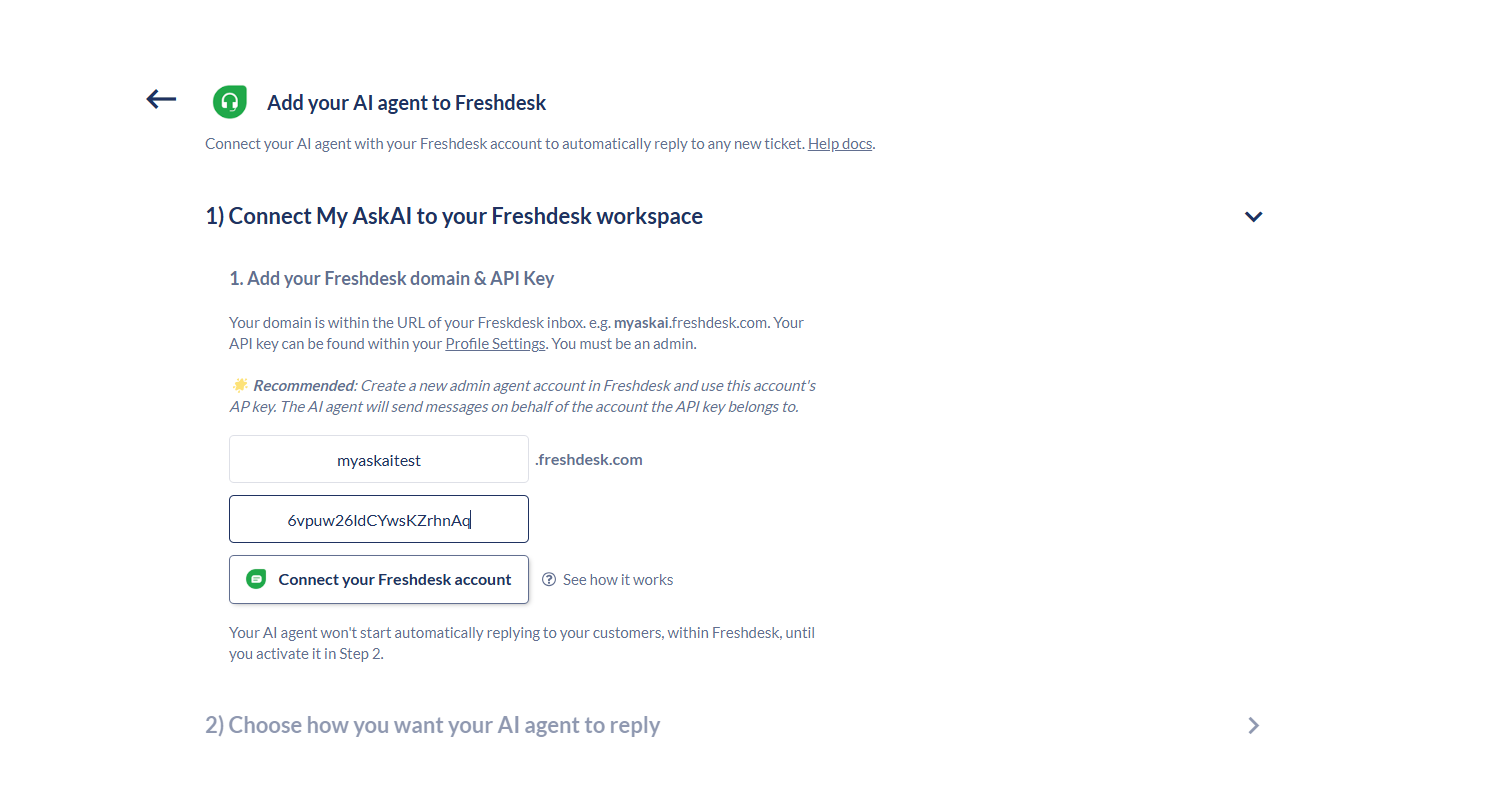 Add your AI agent to Freshdesk
Connect your AI agent with your Freshdesk account to automatically reply to any new ticket. Help docs.
1) Connect My AskAI to your Freshdesk workspace
1. Add your Freshdesk domain & API Key
Your domain is within the URL of your Freskdesk inbox. e.g. myaskai.freshdesk.com. Your
API key can be found within your Profile Settings. You must be an admin.
Recommended: Create a new admin agent account in Freshdesk and use this account's
AP key. The AI agent will send messages on behalf of the account the API key belongs to.
myaskaitest
.freshdesk.com
6vpuw26IdCYwsKZrhnAq
Connect your Freshdesk account
See how it works
Your AI agent won't start automatically replying to your customers, within Freshdesk, until
you activate it in Step 2.
2) Choose how you want your AI agent to reply